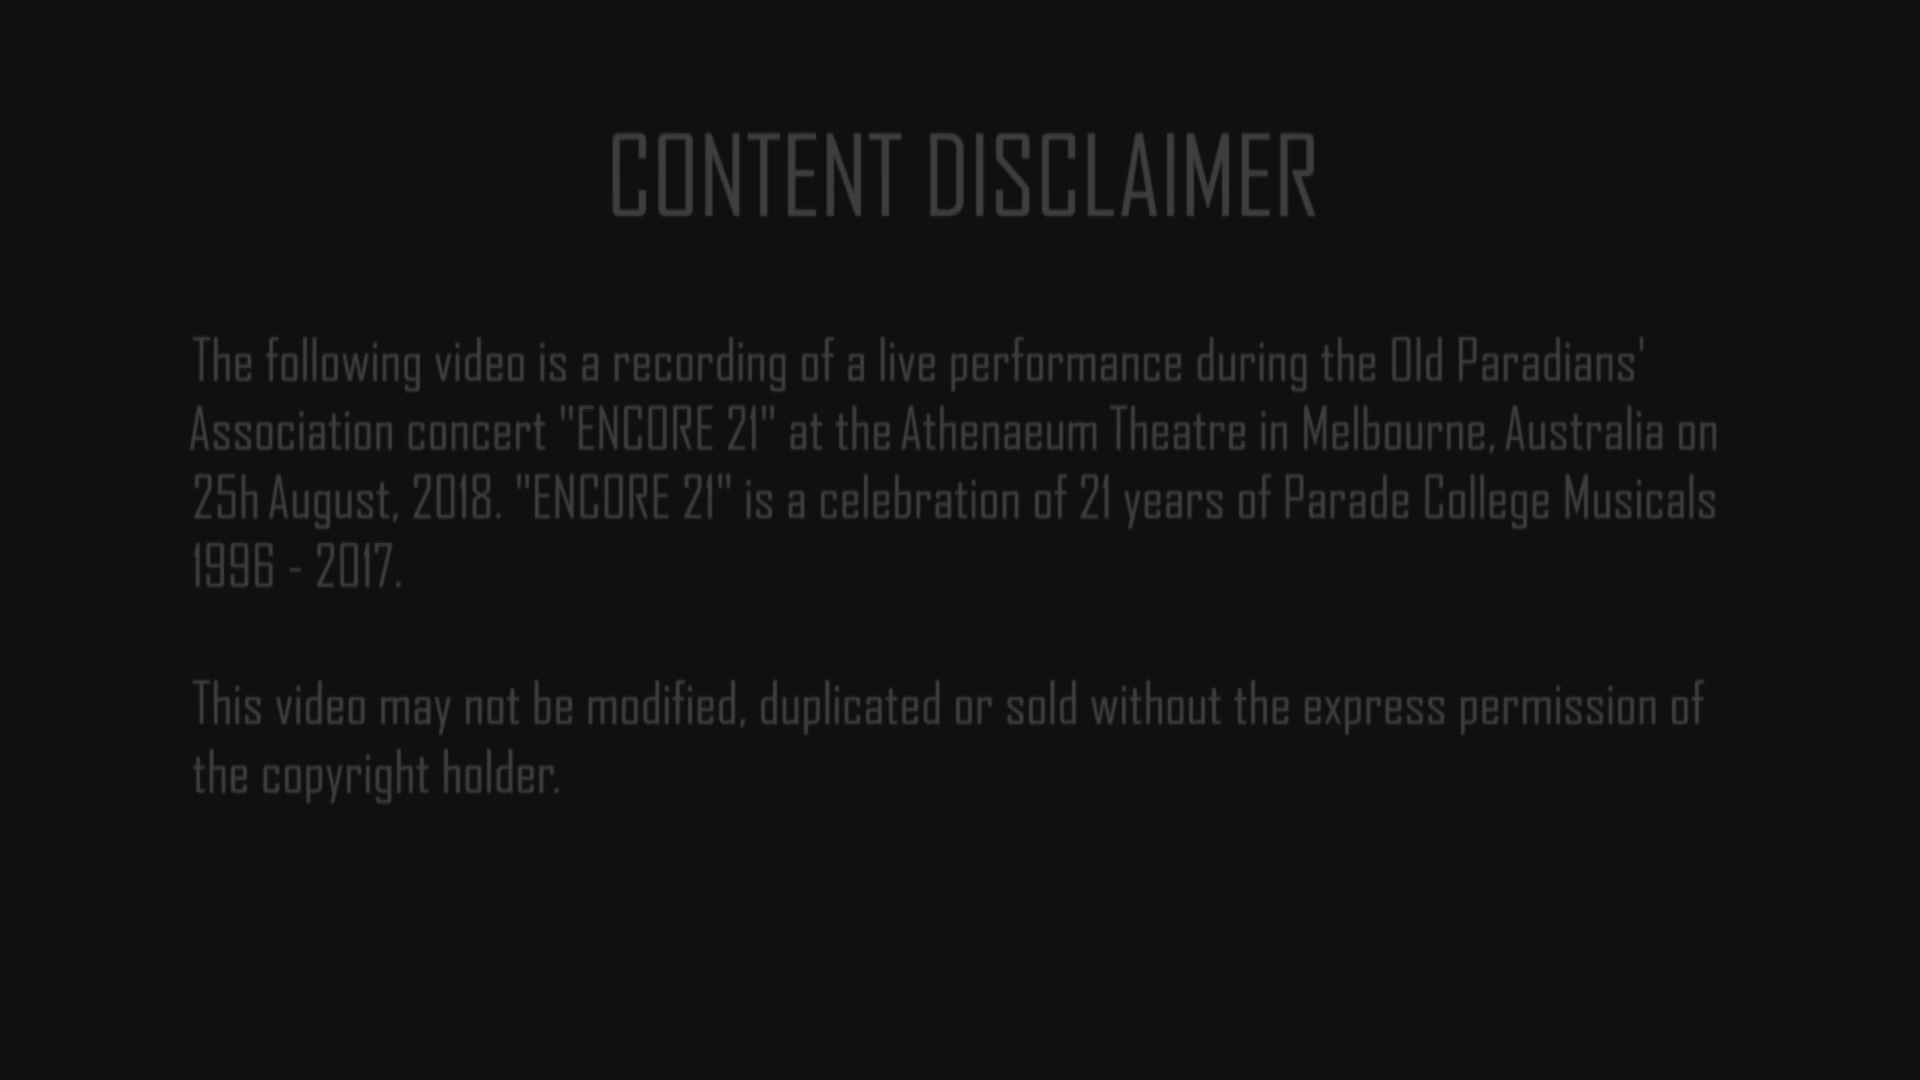 CONTENT DISCLAIMER
The following video is a recording of a live performance during the Old Paradians'
Association concert "ENCORE 21" at the Athenaeum Theatre in Melbourne, Australia on
25h August, 2018. "ENCORE 21" is a celebration of 21 years of Parade College Musicals
1996 - 2017.
This video may not be modified, duplicated or sold without the express permission of
the copyright holder.